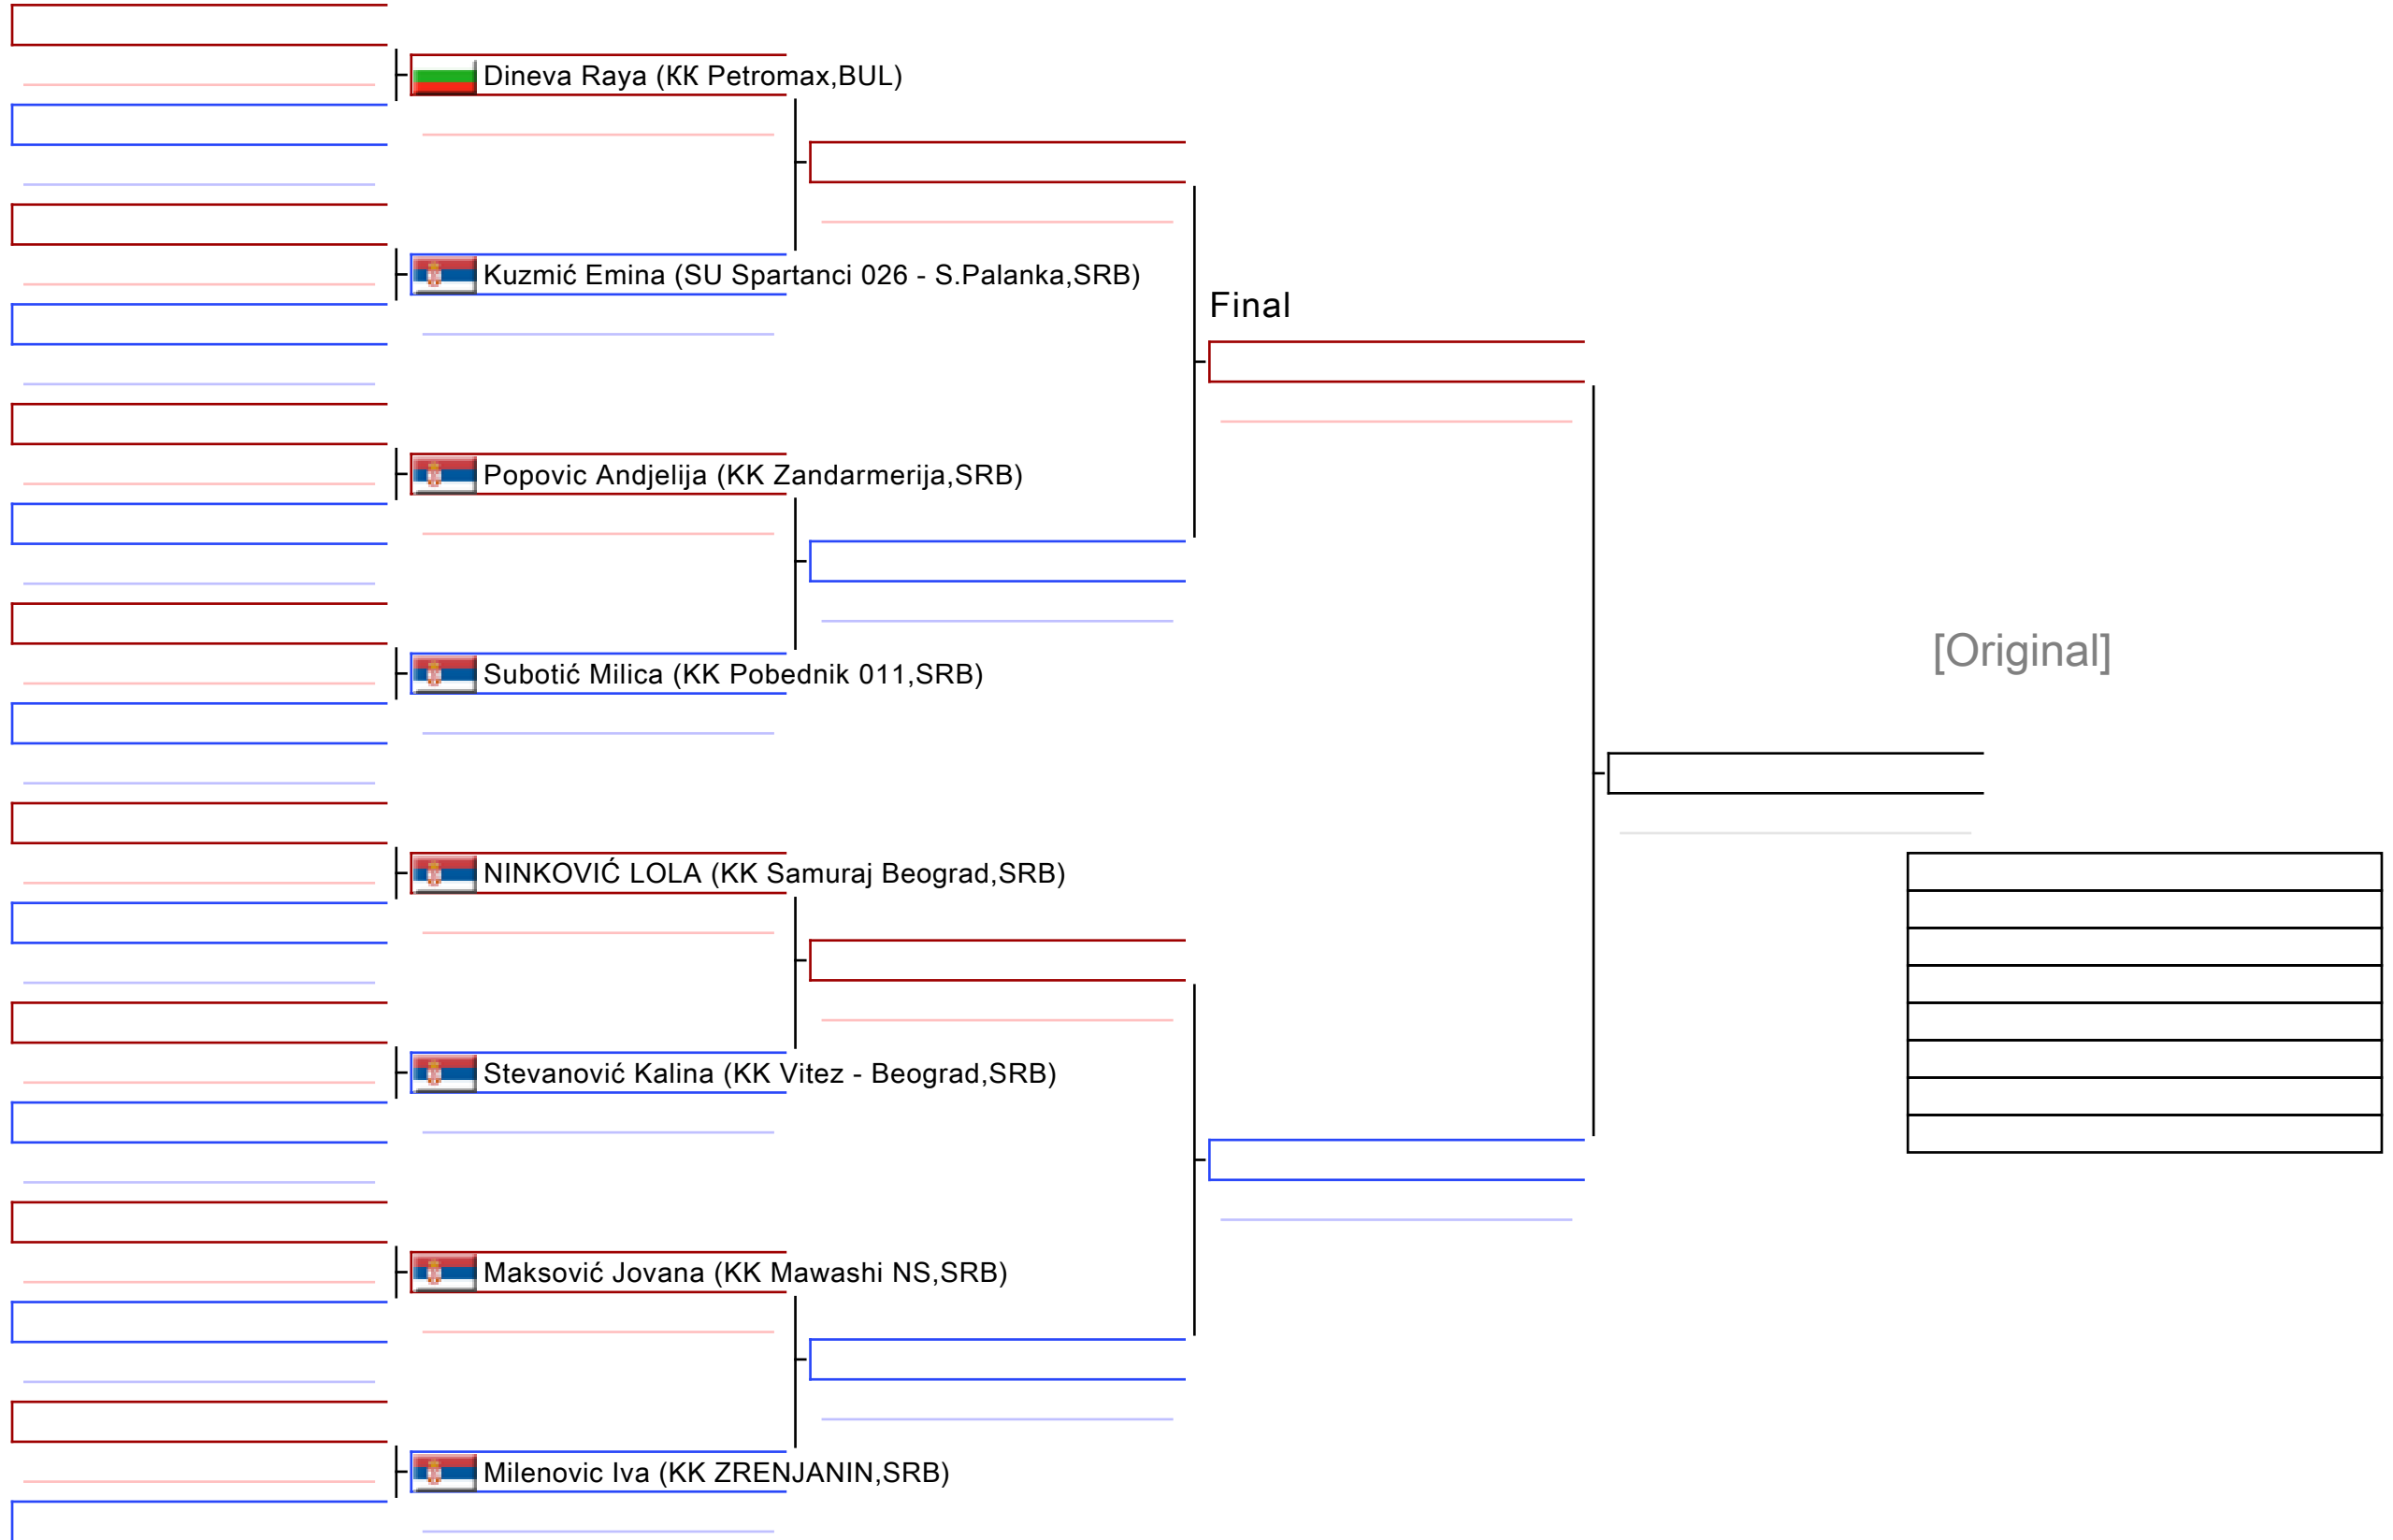 Dineva Raya (КК Petromax,BUL)
Kuzmić Emina (SU Spartanci 026 - S.Palanka,SRB)
Final
Popovic Andjelija (KK Zandarmerija,SRB)
[Original]
Subotić Milica (KK Pobednik 011,SRB)
NINKOVIĆ LOLA (KK Samuraj Beograd,SRB)
Stevanović Kalina (KK Vitez - Beograd,SRB)
Maksović Jovana (KK Mawashi NS,SRB)
Milenovic Iva (KK ZRENJANIN,SRB)